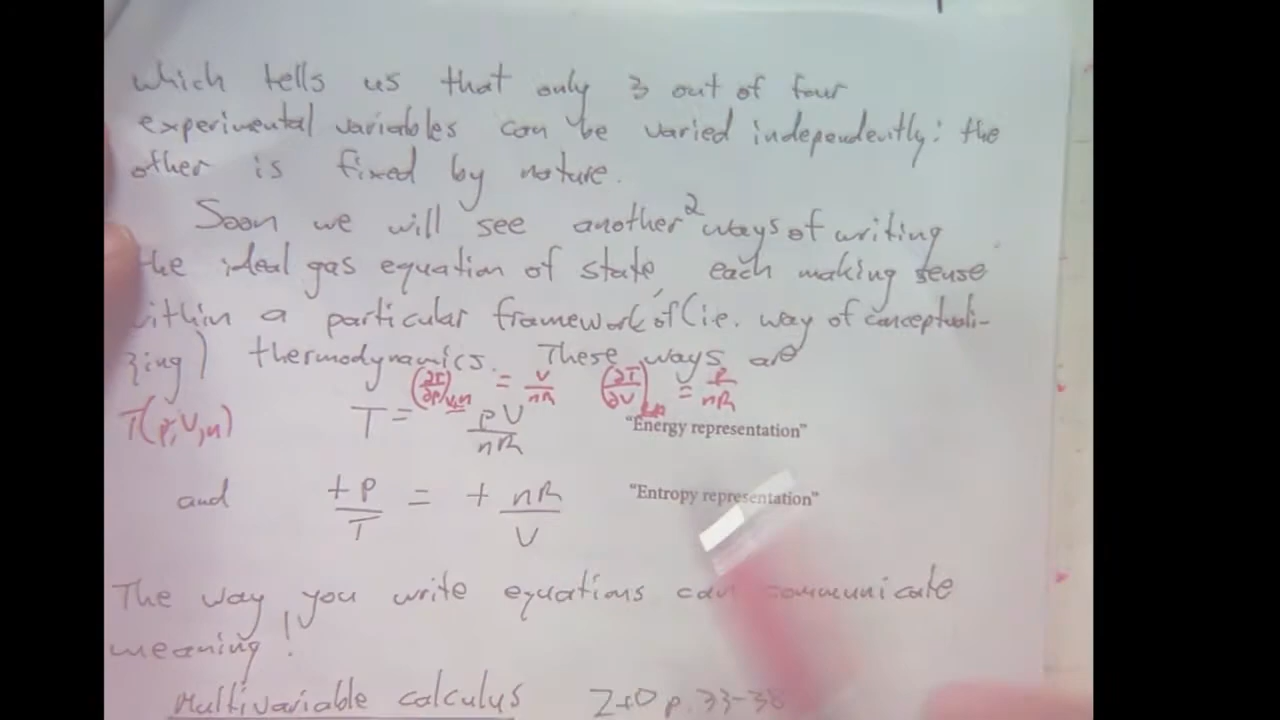 which tells us that only 3 out of four
experimental variables can be varied independently: the
other is fixed by nature.
Soon we will see another 2 ways of writing
the ideal gas equation of state, each making sense
within a particular framework of (i.e. way of conceptuali-
zing) thermodynamics. These ways are
(∂T/∂p)V,n = V/nR (∂T/∂V) = P/nR
T(p,V,n) T = pV/nR "Energy representation"
and +P/T = + nR/V "Entropy representation"
The way you write equations can communicate
meaning!
Multivariable calculus Z+D p. 33-38